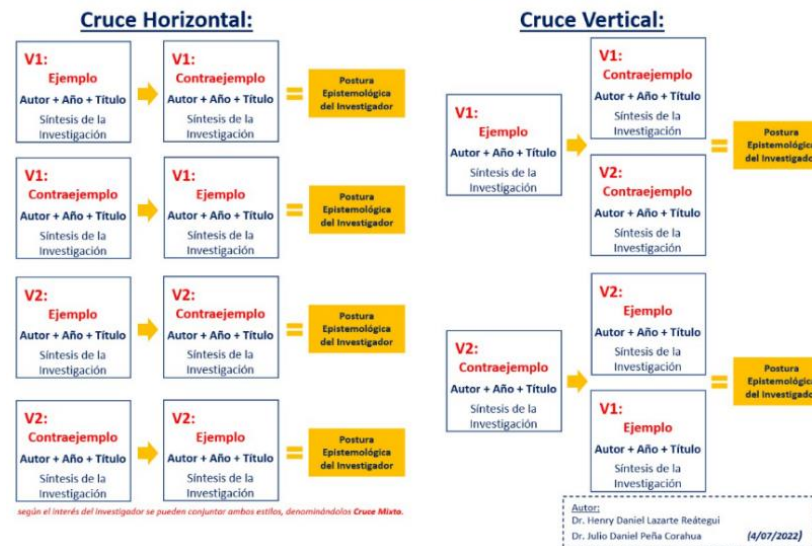 Cruce Horizontal:
V1:
Ejemplo
Autor + Año + Título
Síntesis de la
Investigación
V1:
Contraejemplo
Autor + Año + Título
Síntesis de la
Investigación
Postura
Epistemológica
del Investigador
V1:
Contraejemplo
Autor + Año + Título
Síntesis de la
Investigación
V1:
Ejemplo
Autor + Año + Título
Síntesis de la
Investigación
Postura
Epistemológica
del Investigador
V2:
Ejemplo
Autor + Año + Título
Síntesis de la
Investigación
V2:
Contraejemplo
Autor + Año + Título
Síntesis de la
Investigación
Postura
Epistemológica
del Investigador
V2:
Contraejemplo
Autor + Año + Título
Síntesis de la
Investigación
V2:
Ejemplo
Autor + Año + Título
Síntesis de la
Investigación
Postura
Epistemológica
del Investigador
según el interés del investigador se pueden conjuntar ambos estilos, denominándolos Cruce Mixto.
Cruce Vertical:
V1:
Ejemplo
Autor + Año + Título
Síntesis de la
Investigación
V1:
Contraejemplo
Autor + Año + Título
Síntesis de la
Investigación
V2:
Contraejemplo
Autor + Año + Título
Síntesis de la
Investigación
Postura
Epistemológica
del Investigador
V2:
Contraejemplo
Autor + Año + Título
Síntesis de la
Investigación
V2:
Ejemplo
Autor + Año + Título
Síntesis de la
Investigación
V1:
Ejemplo
Autor + Año + Título
Síntesis de la
Investigación
Postura
Epistemológica
del Investigador
Autor:
Dr. Henry Daniel Lazarte Reátegui
Dr. Julio Daniel Peña Corahua (4/07/2022)